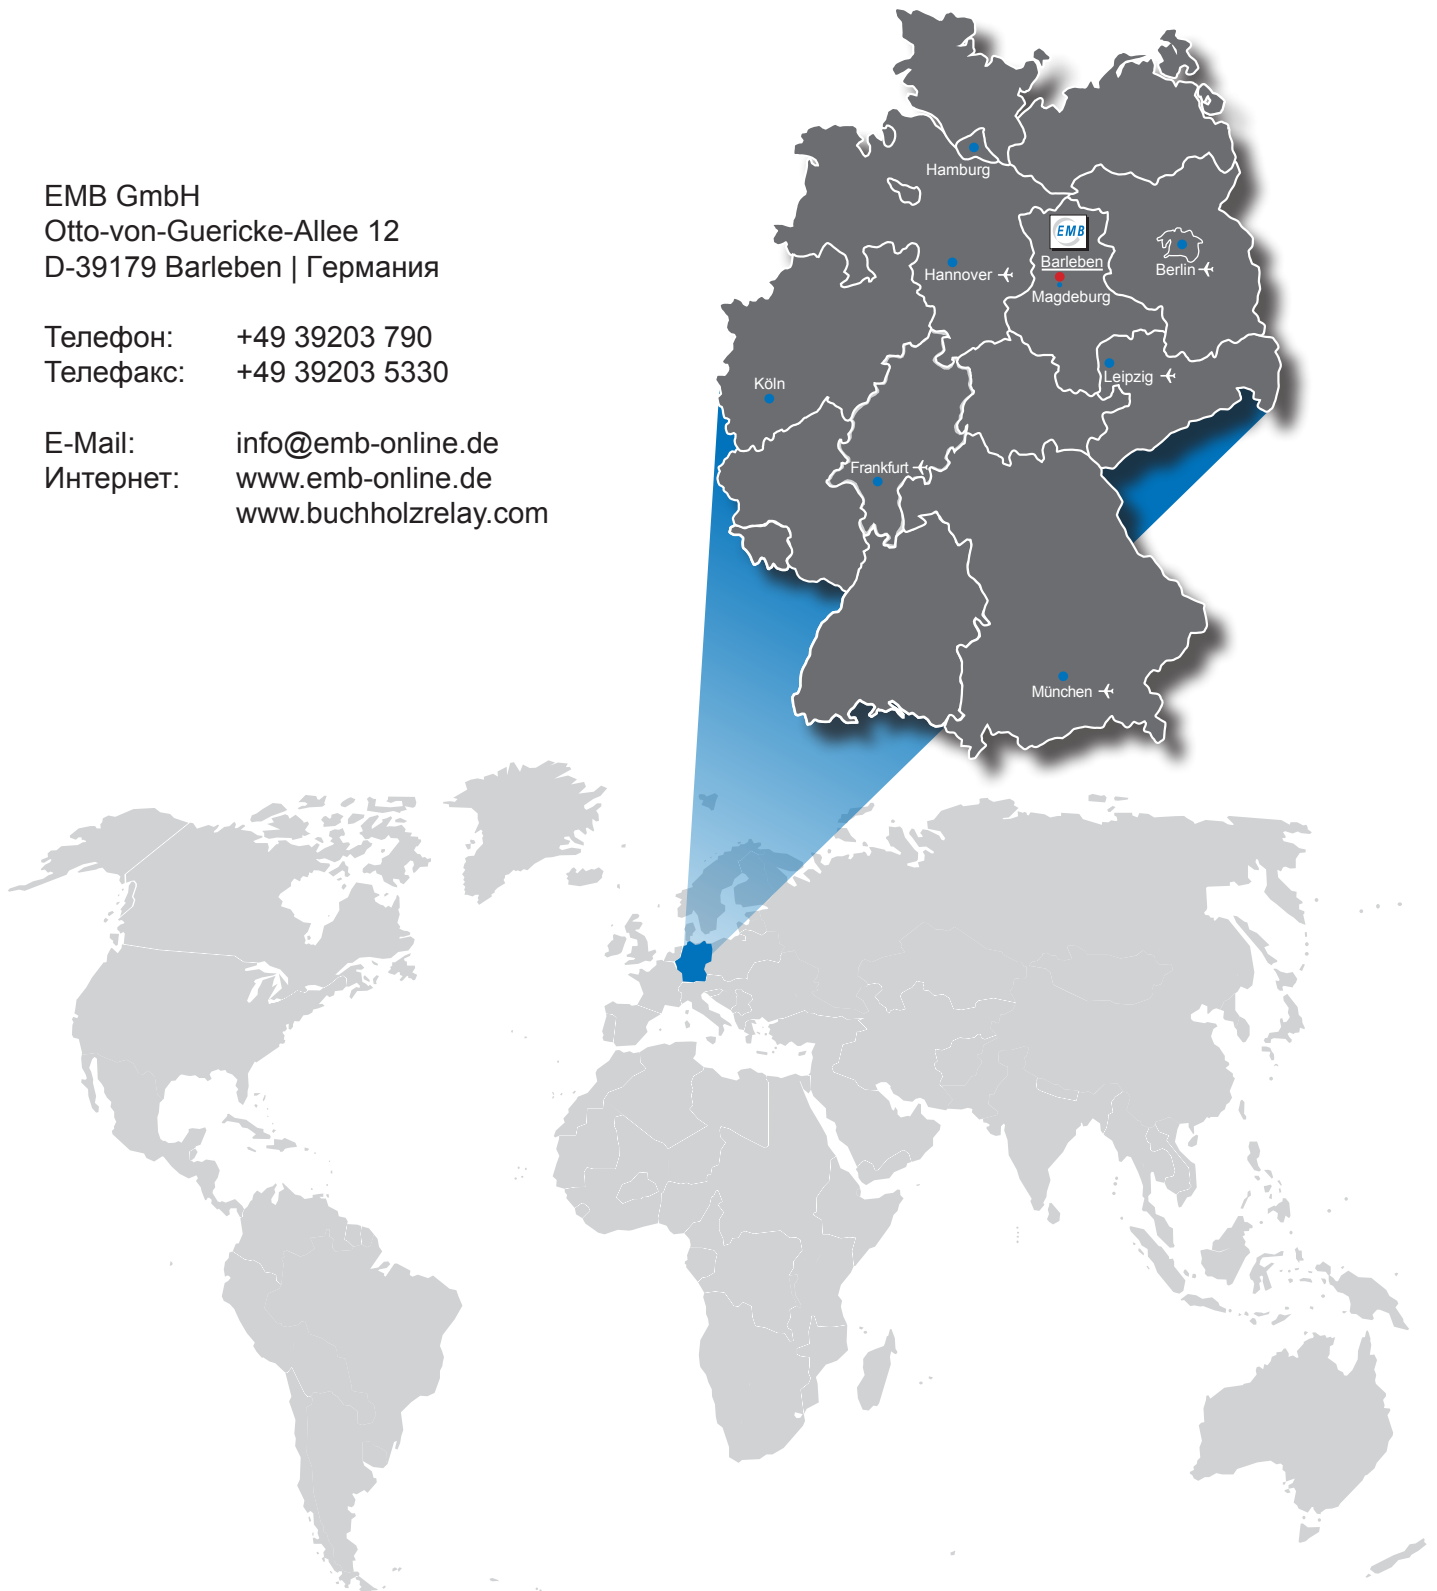 EMB GmbH
Otto-von-Guericke-Allee 12
D-39179 Barleben | Германия
Телефон: +49 39203 790
Телефакс: +49 39203 5330
E-Mail: info@emb-online.de
Интернет: www.emb-online.de
www.buchholzrelay.com
Hamburg
EMB
Barleben
Hannover
Berlin
Magdeburg
Leipzig
Köln
Frankfurt
München